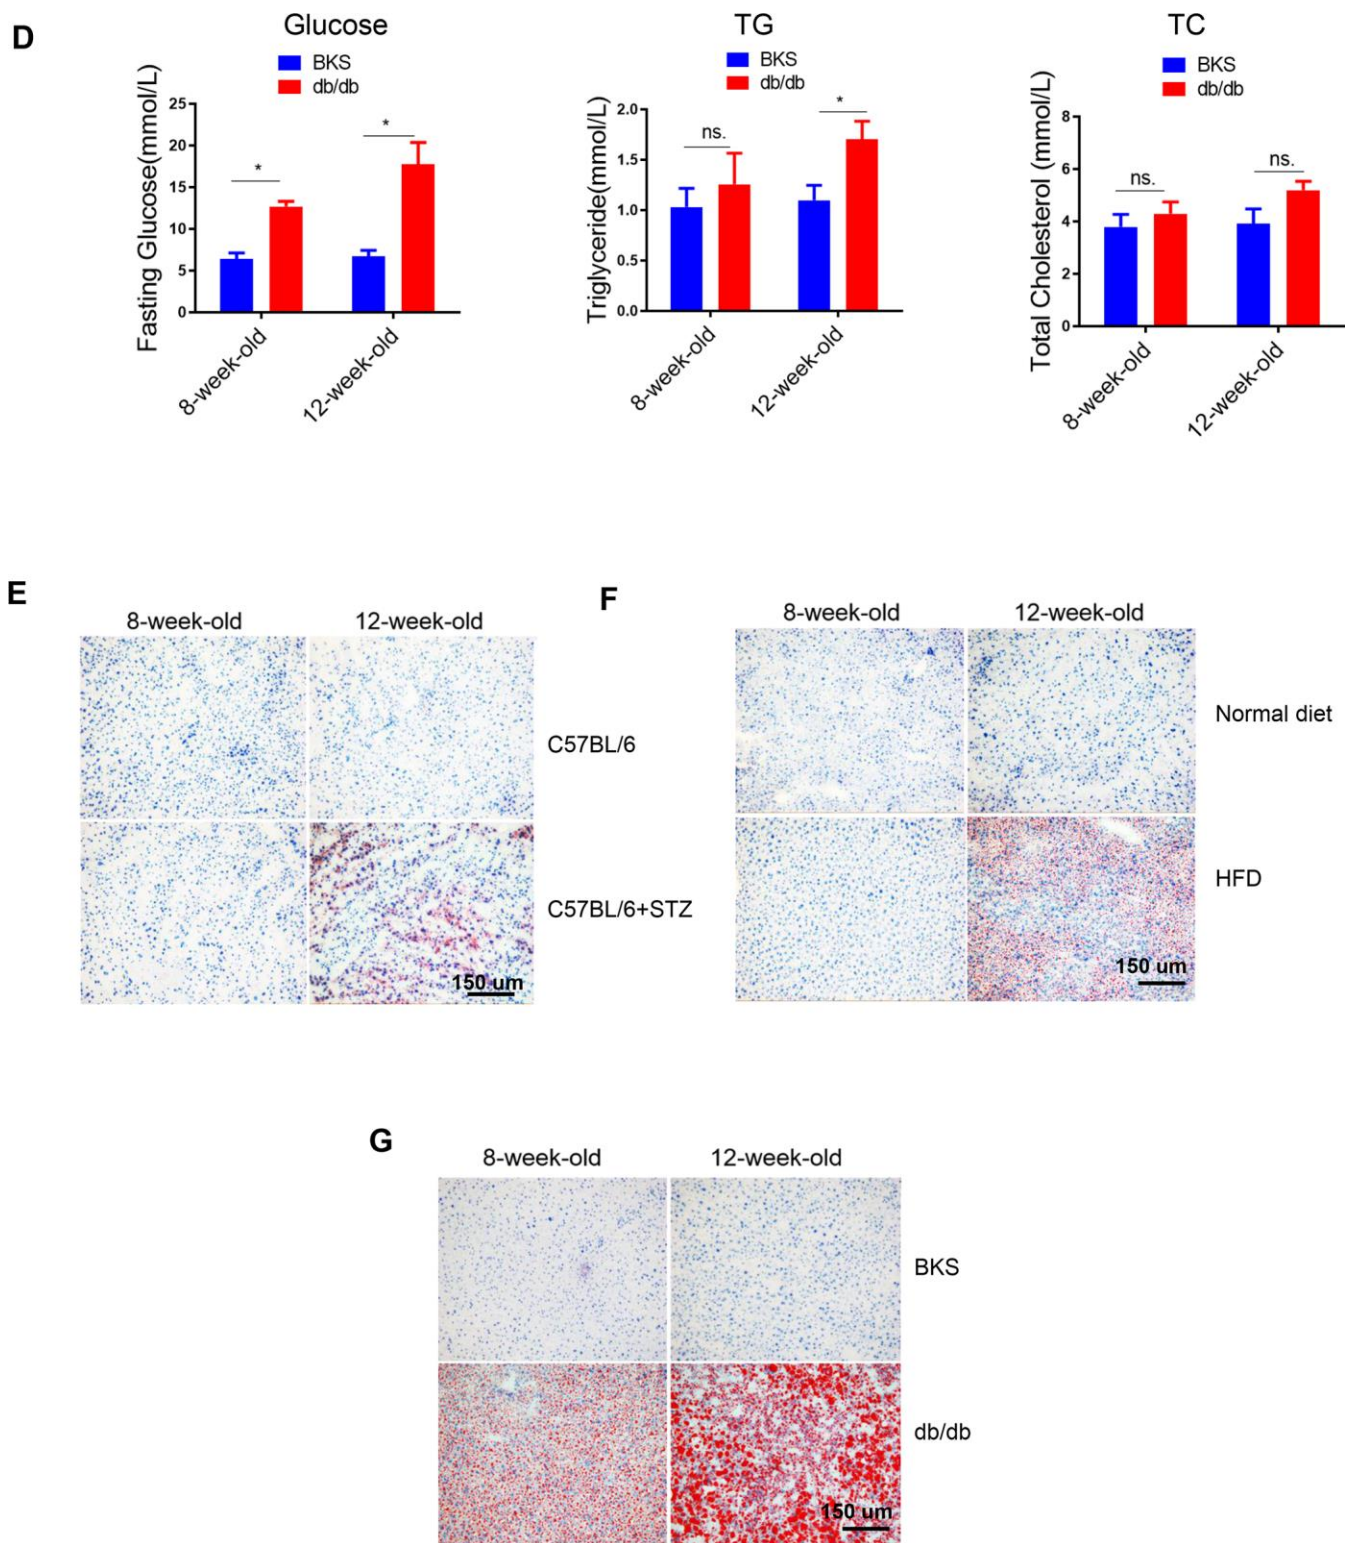 D
Glucose
BKS
db/db
Fasting Glucose(mmol/L)
25
20
15
10
5
0
*
*
8-week-old
12-week-old
TG
BKS
db/db
Triglyceride(mmol/L)
2.0
1.5
1.0
0.5
0.0
ns.
*
8-week-old
12-week-old
TC
BKS
db/db
Total Cholesterol (mmol/L)
8
6
4
2
0
ns.
ns.
8-week-old
12-week-old
E
8-week-old
12-week-old
C57BL/6
C57BL/6+STZ
150 um
F
8-week-old
12-week-old
Normal diet
HFD
150 um
G
8-week-old
12-week-old
BKS
db/db
150 um